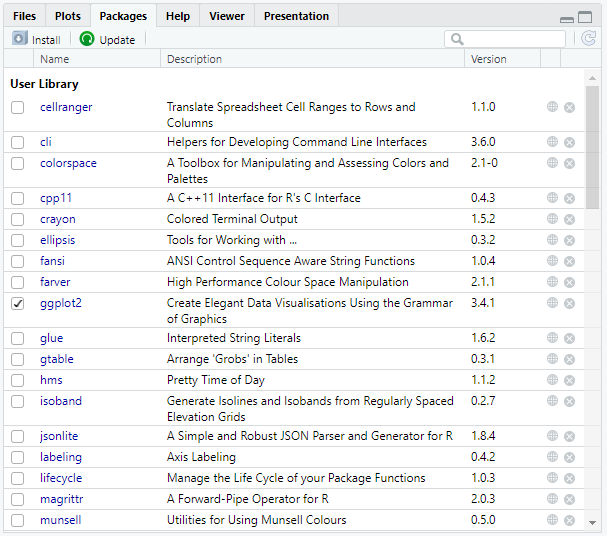 Files Plots Packages Help Viewer Presentation
Install Update
Name Description Version
User Library
cellranger Translate Spreadsheet Cell Ranges to Rows and 1.1.0
Columns
cli Helpers for Developing Command Line Interfaces 3.6.0
colorspace A Toolbox for Manipulating and Assessing Colors and 2.1-0
Palettes
cpp11 A C++11 Interface for R's C Interface 0.4.3
crayon Colored Terminal Output 1.5.2
ellipsis Tools for Working with ... 0.3.2
fansi ANSI Control Sequence Aware String Functions 1.0.4
farver High Performance Colour Space Manipulation 2.1.1
ggplot2 Create Elegant Data Visualisations Using the Grammar 3.4.1
of Graphics
glue Interpreted String Literals 1.6.2
gtable Arrange 'Grobs' in Tables 0.3.1
hms Pretty Time of Day 1.1.2
isoband Generate Isolines and Isobands from Regularly Spaced 0.2.7
Elevation Grids
jsonlite A Simple and Robust JSON Parser and Generator for R 1.8.4
labeling Axis Labeling 0.4.2
lifecycle Manage the Life Cycle of your Package Functions 1.0.3
magrittr A Forward-Pipe Operator for R 2.0.3
munsell Utilities for Using Munsell Colours 0.5.0